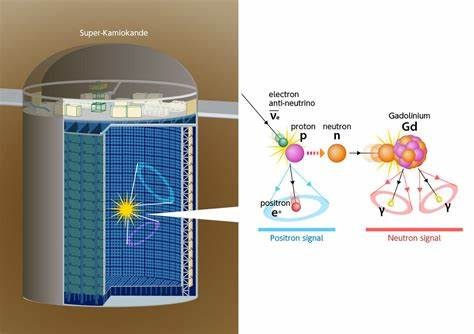 Super-Kamiokande
electron
anti-neutrino
ν̅e
proton
p
neutron
n
Gadolinium
Gd
positron
e+
γ
γ
Positron signal
Neutron signal